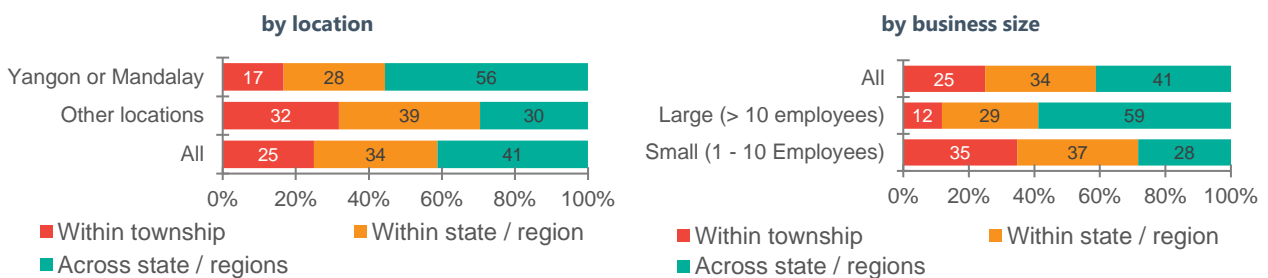 by location
Yangon or Mandalay 17 28 56
Other locations 32 39 30
All 25 34 41
0% 20% 40% 60% 80% 100%
Within township Within state / region
Across state / regions
by business size
All 25 34 41
Large (> 10 employees) 12 29 59
Small (1 - 10 Employees) 35 37 28
0% 20% 40% 60% 80% 100%
Within township Within state / region
Across state / regions